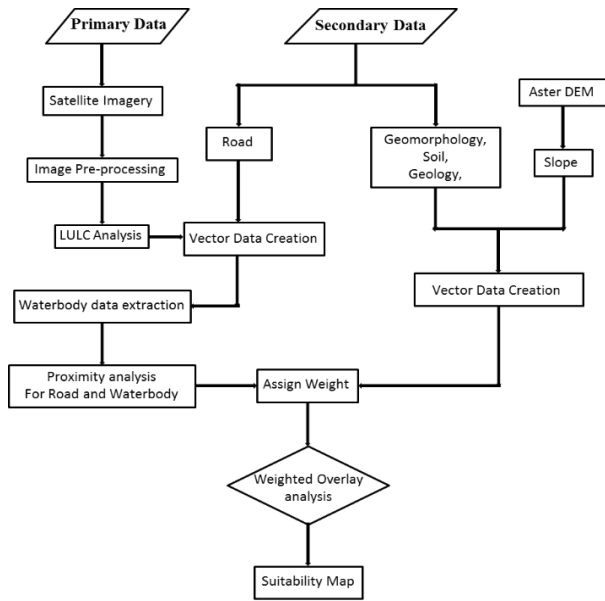 Primary Data
Secondary Data
Satellite Imagery
Aster DEM
Road
Geomorphology,
Soil,
Geology,
Image Pre-processing
Slope
LULC Analysis
Vector Data Creation
Waterbody data extraction
Vector Data Creation
Proximity analysis
For Road and Waterbody
Assign Weight
Weighted Overlay
analysis
Suitability Map